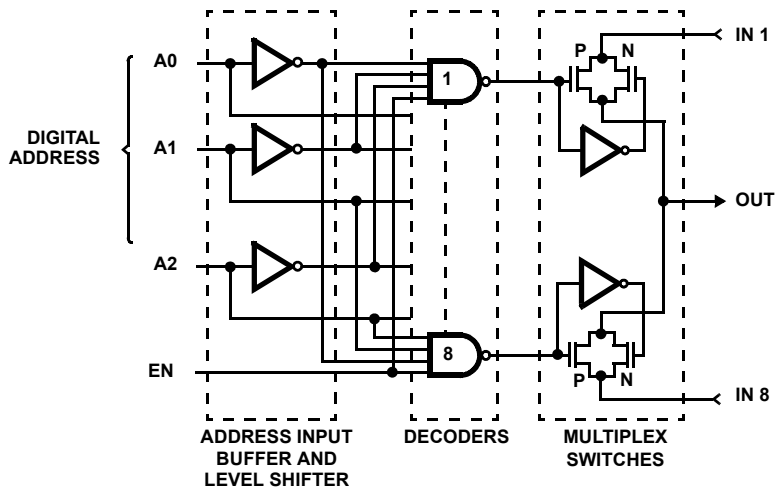 A0
A1
A2
EN
DIGITAL
ADDRESS
1
8
P N
P N
IN 1
OUT
IN 8
ADDRESS INPUT
BUFFER AND
LEVEL SHIFTER
DECODERS
MULTIPLEX
SWITCHES